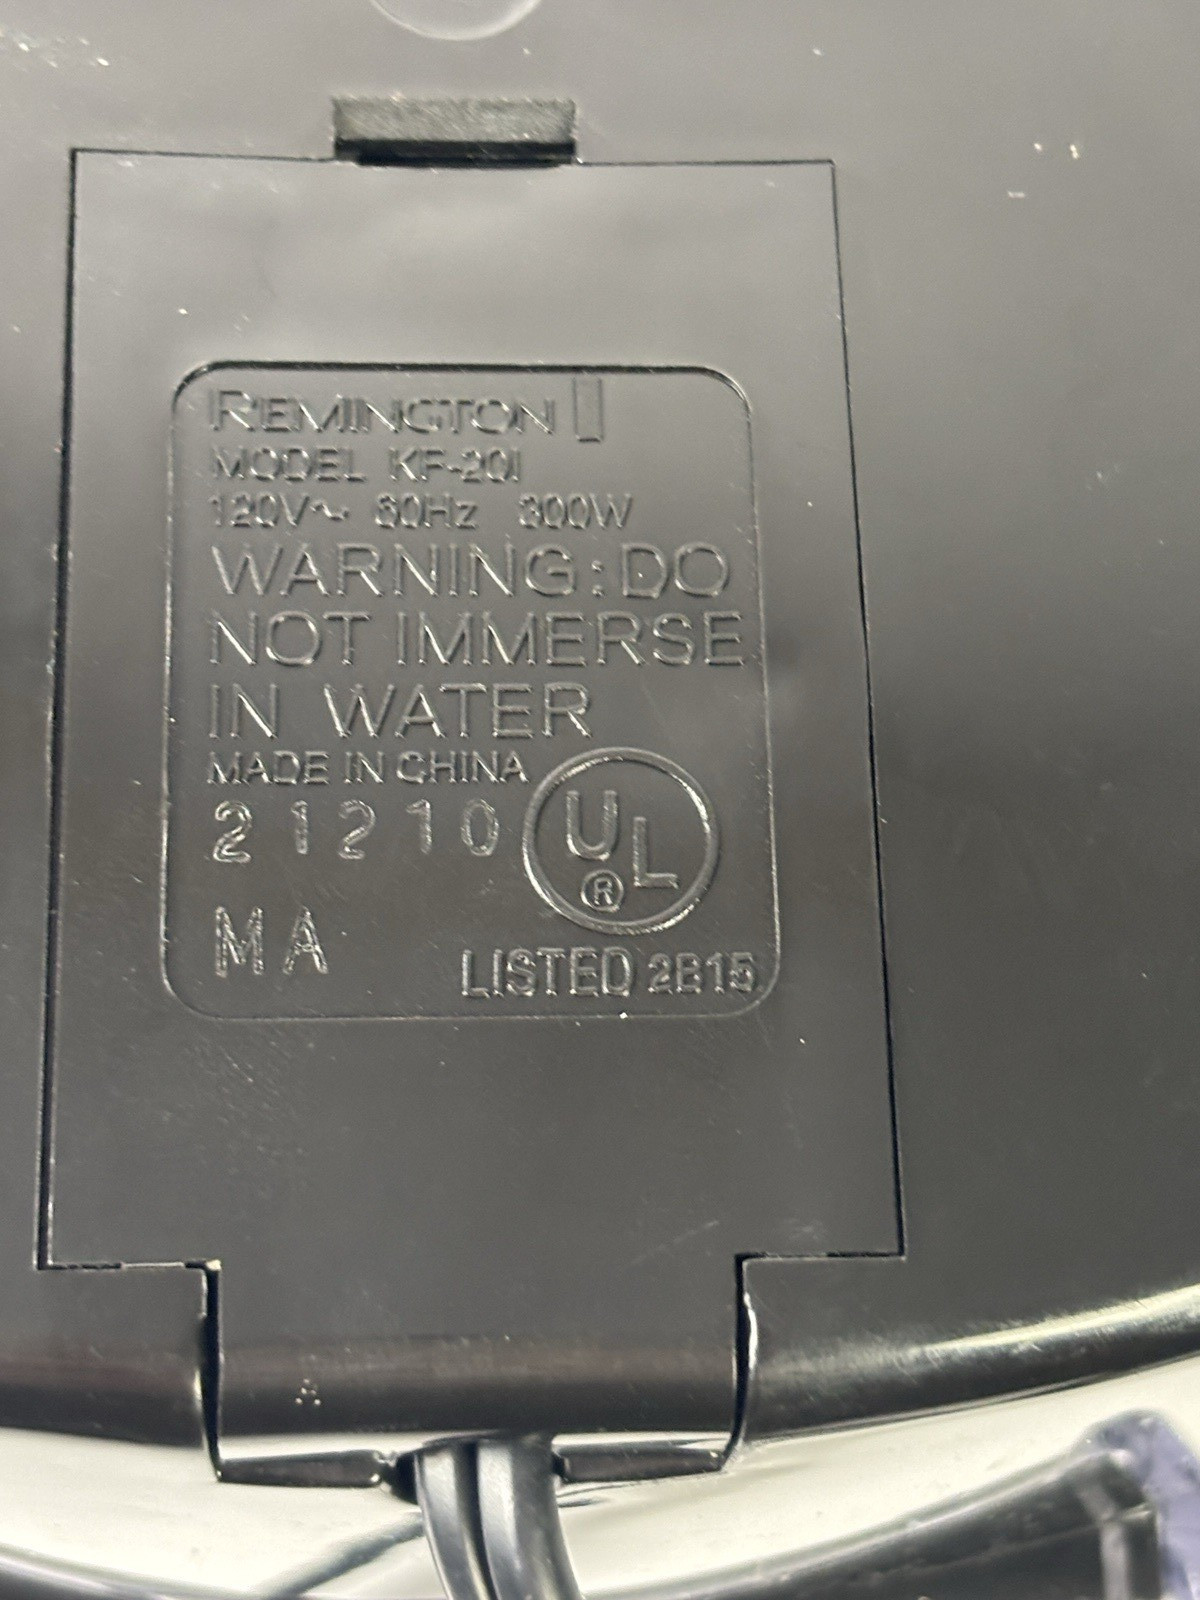 REMINGTON
MODEL KF-20I
120V~ 60Hz 300W
WARNING: DO
NOT IMMERSE
IN WATER
MADE IN CHINA
21210
UL
®
MA
LISTED 2B15